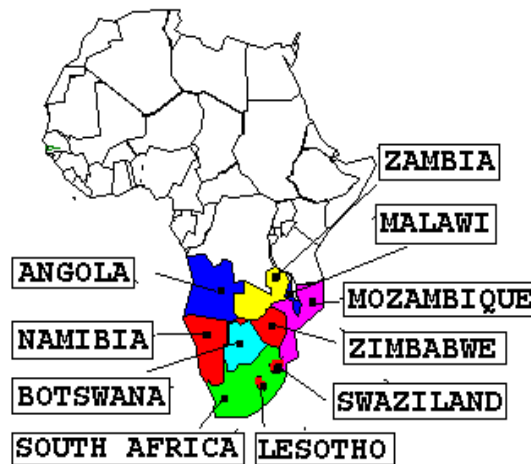 ZAMBIA
MALAWI
ANGOLA
MOZAMBIQUE
NAMIBIA
ZIMBABWE
BOTSWANA
SWAZILAND
SOUTH AFRICA
LESOTHO